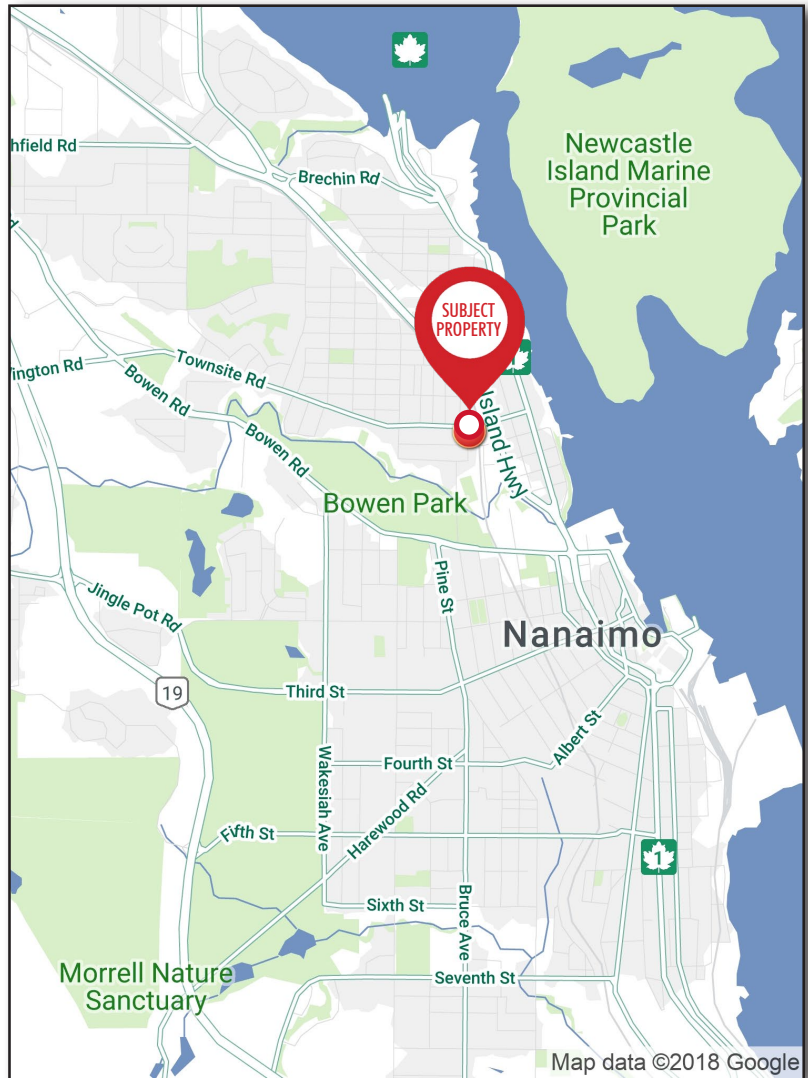 hfield Rd
Brechin Rd
Newcastle
Island Marine
Provincial
Park
SUBJECT
PROPERTY
ington Rd
Townsite Rd
Bowen Rd
Bowen Rd
Island Hwy
Bowen Park
Pine St
Jingle Pot Rd
Nanaimo
19
Third St
Albert St
Wakesiah Ave
Fourth St
Harewood Rd
Fifth St
1
Sixth St
Bruce Ave
Morrell Nature
Sanctuary
Seventh St
Map data ©2018 Google